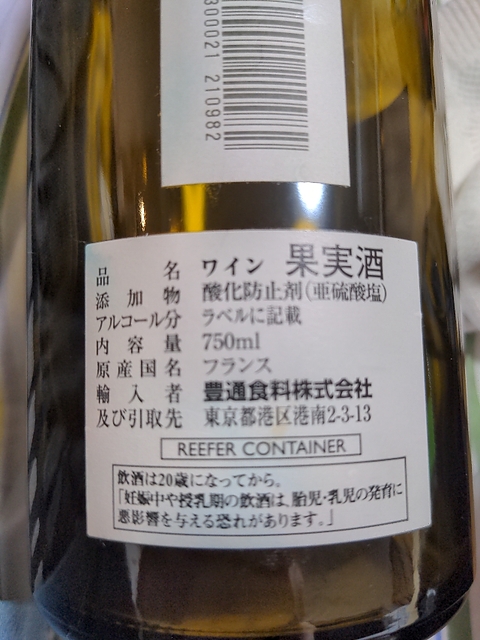 300021 210982
品名 ワイン 果実酒
添加物 酸化防止剤(亜硫酸塩)
アルコール分 ラベルに記載
内容量 750ml
原産国名 フランス
輸入者 豊通食料株式会社
及び引取先 東京都港区港南2-3-13
REEFER CONTAINER
飲酒は20歳になってから。
「妊娠中や授乳期の飲酒は、胎児・乳児の発育に
悪影響を与える恐れがあります。」